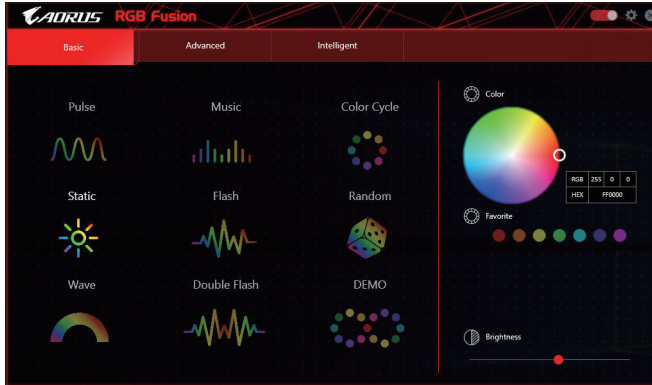 AORUS RGB Fusion
Basic Advanced Intelligent
Pulse Music Color Cycle
Static Flash Random
Wave Double Flash DEMO
Color
RGB 255 0 0
HEX FF0000
Favorite
Brightness